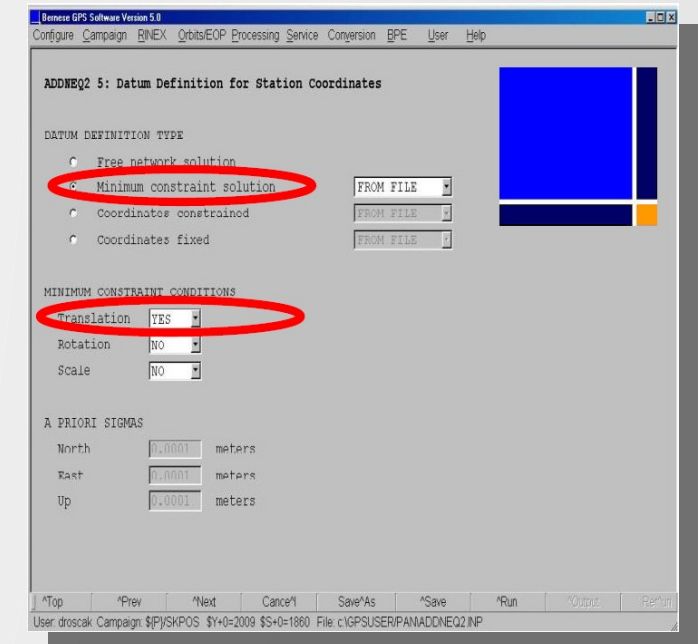 Bernese GPS Software Version 5.0
Configure Campaign RINEX Orbits/EOP Processing Service Conversion BPE User Help
ADDNEQ2 5: Datum Definition for Station Coordinates
DATUM DEFINITION TYPE
Free network solution
Minimum constraint solution FROM FILE
Coordinates constrained FROM FILE
Coordinates fixed FROM FILE
MINIMUM CONSTRAINT CONDITIONS
Translation YES
Rotation NO
Scale NO
A PRIORI SIGMAS
North 0.0001 meters
East 0.0001 meters
Up 0.0001 meters
^Top ^Prev ^Next Cance^l Save^As ^Save ^Run ^Output Rer^un
User: droscak Campaign: ${P}/SKPOS $Y+0=2009 $S+0=1860 File: c:\GPSUSER/PAN\ADDNEQ2.INP